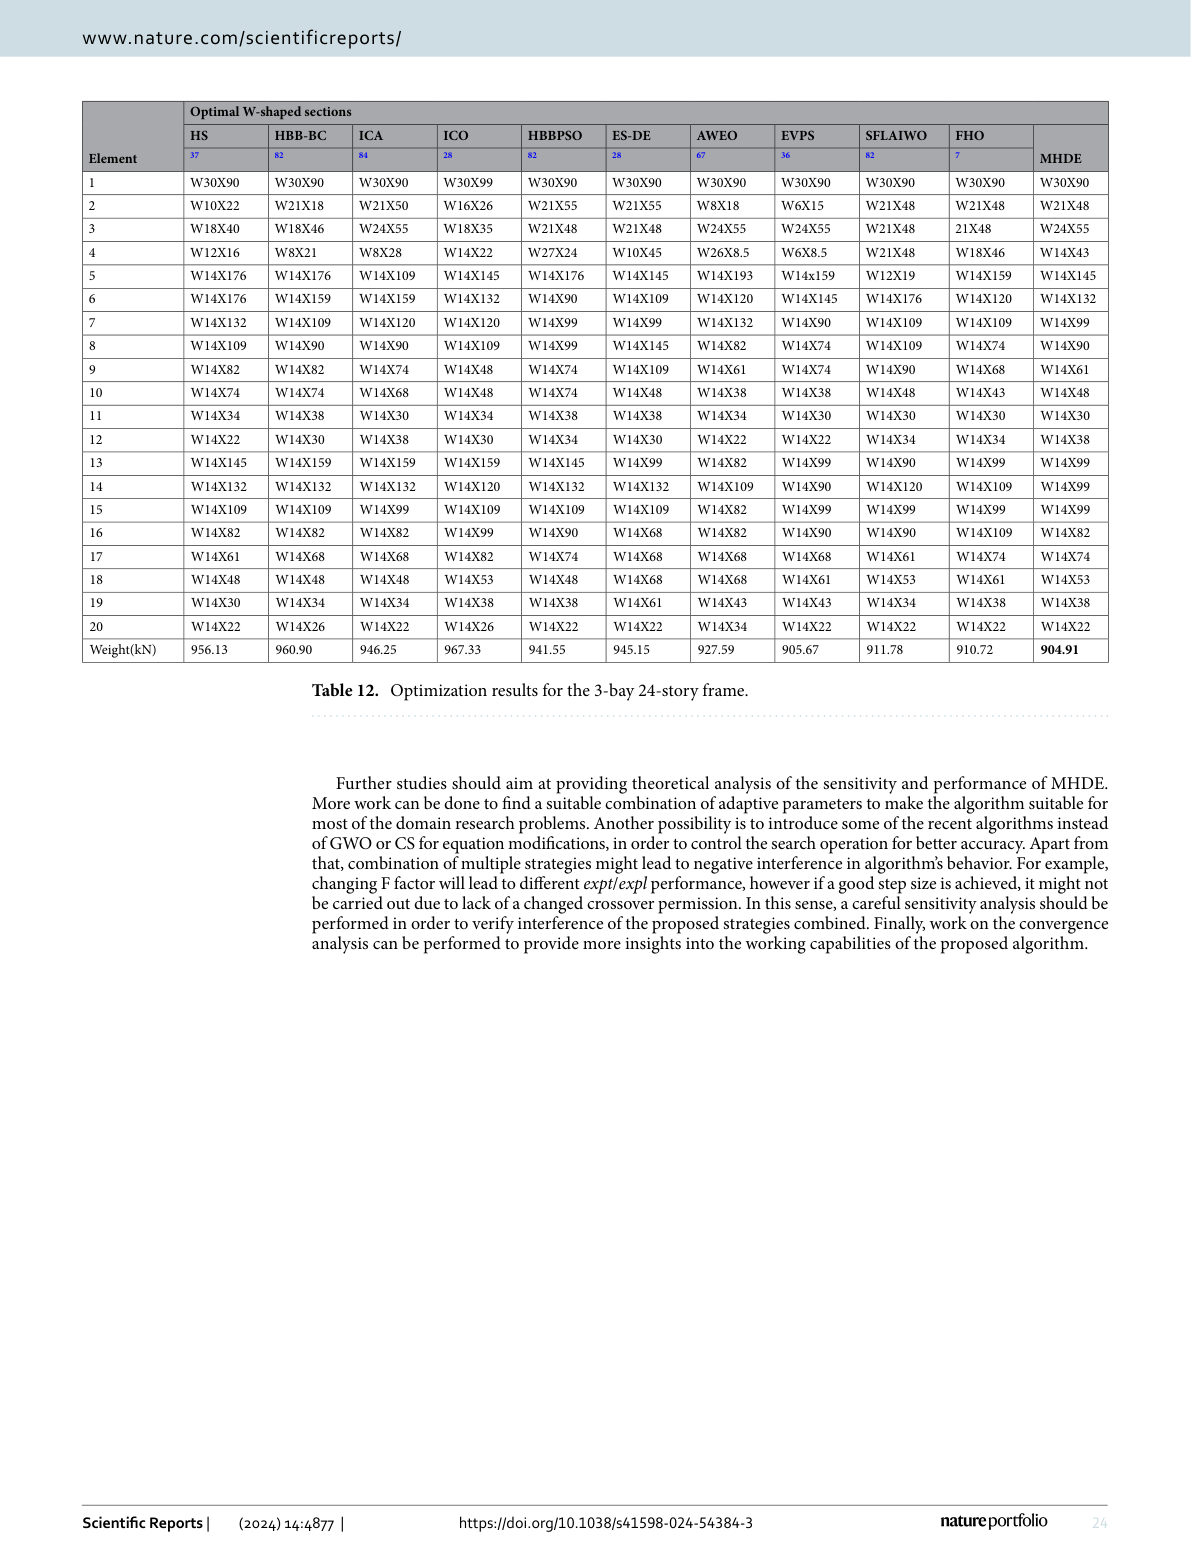 www.nature.com/scientificreports/
Element Optimal W-shaped sections
HS HBB-BC ICA ICO HBBPSO ES-DE AWEO EVPS SFLAIWO FHO MHDE
37 82 84 28 82 28 67 36 82 7
1 W30X90 W30X90 W30X90 W30X99 W30X90 W30X90 W30X90 W30X90 W30X90 W30X90 W30X90
2 W10X22 W21X18 W21X50 W16X26 W21X55 W21X55 W8X18 W6X15 W21X48 W21X48 W21X48
3 W18X40 W18X46 W24X55 W18X35 W21X48 W21X48 W24X55 W24X55 W21X48 21X48 W24X55
4 W12X16 W8X21 W8X28 W14X22 W27X24 W10X45 W26X8.5 W6X8.5 W21X48 W18X46 W14X43
5 W14X176 W14X176 W14X109 W14X145 W14X176 W14X145 W14X193 W14x159 W12X19 W14X159 W14X145
6 W14X176 W14X159 W14X159 W14X132 W14X90 W14X109 W14X120 W14X145 W14X176 W14X120 W14X132
7 W14X132 W14X109 W14X120 W14X120 W14X99 W14X99 W14X132 W14X90 W14X109 W14X109 W14X99
8 W14X109 W14X90 W14X90 W14X109 W14X99 W14X145 W14X82 W14X74 W14X109 W14X74 W14X90
9 W14X82 W14X82 W14X74 W14X48 W14X74 W14X109 W14X61 W14X74 W14X90 W14X68 W14X61
10 W14X74 W14X74 W14X68 W14X48 W14X74 W14X48 W14X38 W14X38 W14X48 W14X43 W14X48
11 W14X34 W14X38 W14X30 W14X34 W14X38 W14X38 W14X34 W14X30 W14X30 W14X30 W14X30
12 W14X22 W14X30 W14X38 W14X30 W14X34 W14X30 W14X22 W14X22 W14X34 W14X34 W14X38
13 W14X145 W14X159 W14X159 W14X159 W14X145 W14X99 W14X82 W14X99 W14X90 W14X99 W14X99
14 W14X132 W14X132 W14X132 W14X120 W14X132 W14X132 W14X109 W14X90 W14X120 W14X109 W14X99
15 W14X109 W14X109 W14X99 W14X109 W14X109 W14X109 W14X82 W14X99 W14X99 W14X99 W14X99
16 W14X82 W14X82 W14X82 W14X99 W14X90 W14X68 W14X82 W14X90 W14X90 W14X109 W14X82
17 W14X61 W14X68 W14X68 W14X82 W14X74 W14X68 W14X68 W14X68 W14X61 W14X74 W14X74
18 W14X48 W14X48 W14X48 W14X53 W14X48 W14X68 W14X68 W14X61 W14X53 W14X61 W14X53
19 W14X30 W14X34 W14X34 W14X38 W14X38 W14X61 W14X43 W14X43 W14X34 W14X38 W14X38
20 W14X22 W14X26 W14X22 W14X26 W14X22 W14X22 W14X34 W14X22 W14X22 W14X22 W14X22
Weight(kN) 956.13 960.90 946.25 967.33 941.55 945.15 927.59 905.67 911.78 910.72 904.91
Table 12. Optimization results for the 3-bay 24-story frame.
Further studies should aim at providing theoretical analysis of the sensitivity and performance of MHDE.
More work can be done to find a suitable combination of adaptive parameters to make the algorithm suitable for
most of the domain research problems. Another possibility is to introduce some of the recent algorithms instead
of GWO or CS for equation modifications, in order to control the search operation for better accuracy. Apart from
that, combination of multiple strategies might lead to negative interference in algorithm's behavior. For example,
changing F factor will lead to different expt/expl performance, however if a good step size is achieved, it might not
be carried out due to lack of a changed crossover permission. In this sense, a careful sensitivity analysis should be
performed in order to verify interference of the proposed strategies combined. Finally, work on the convergence
analysis can be performed to provide more insights into the working capabilities of the proposed algorithm.
Scientific Reports | (2024) 14:4877 | https://doi.org/10.1038/s41598-024-54384-3 nature portfolio 24